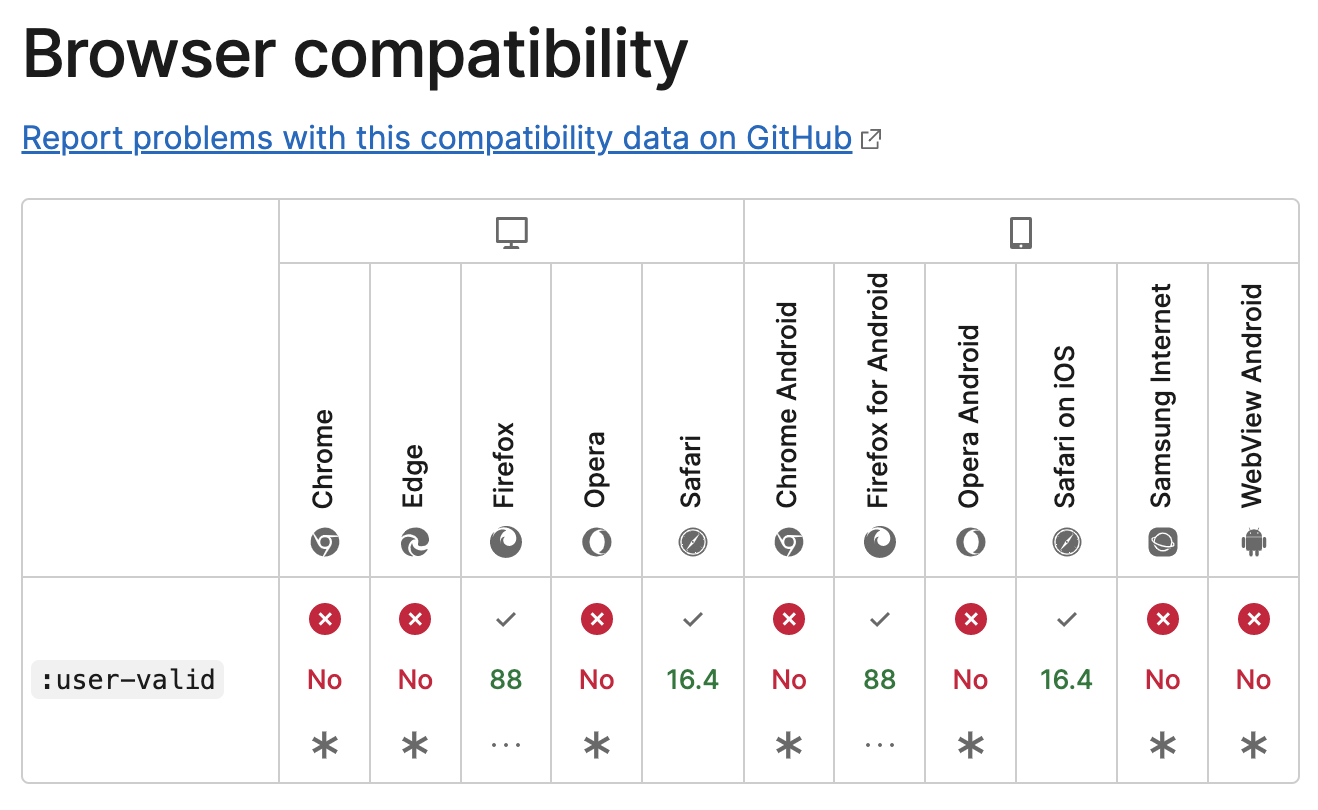 Browser compatibility
Report problems with this compatibility data on GitHub
Chrome
Edge
Firefox
Opera
Safari
Chrome Android
Firefox for Android
Opera Android
Safari on iOS
Samsung Internet
WebView Android
:user-valid
No
No
88
No
16.4
No
88
No
16.4
No
No
* * ... * * ... * * *